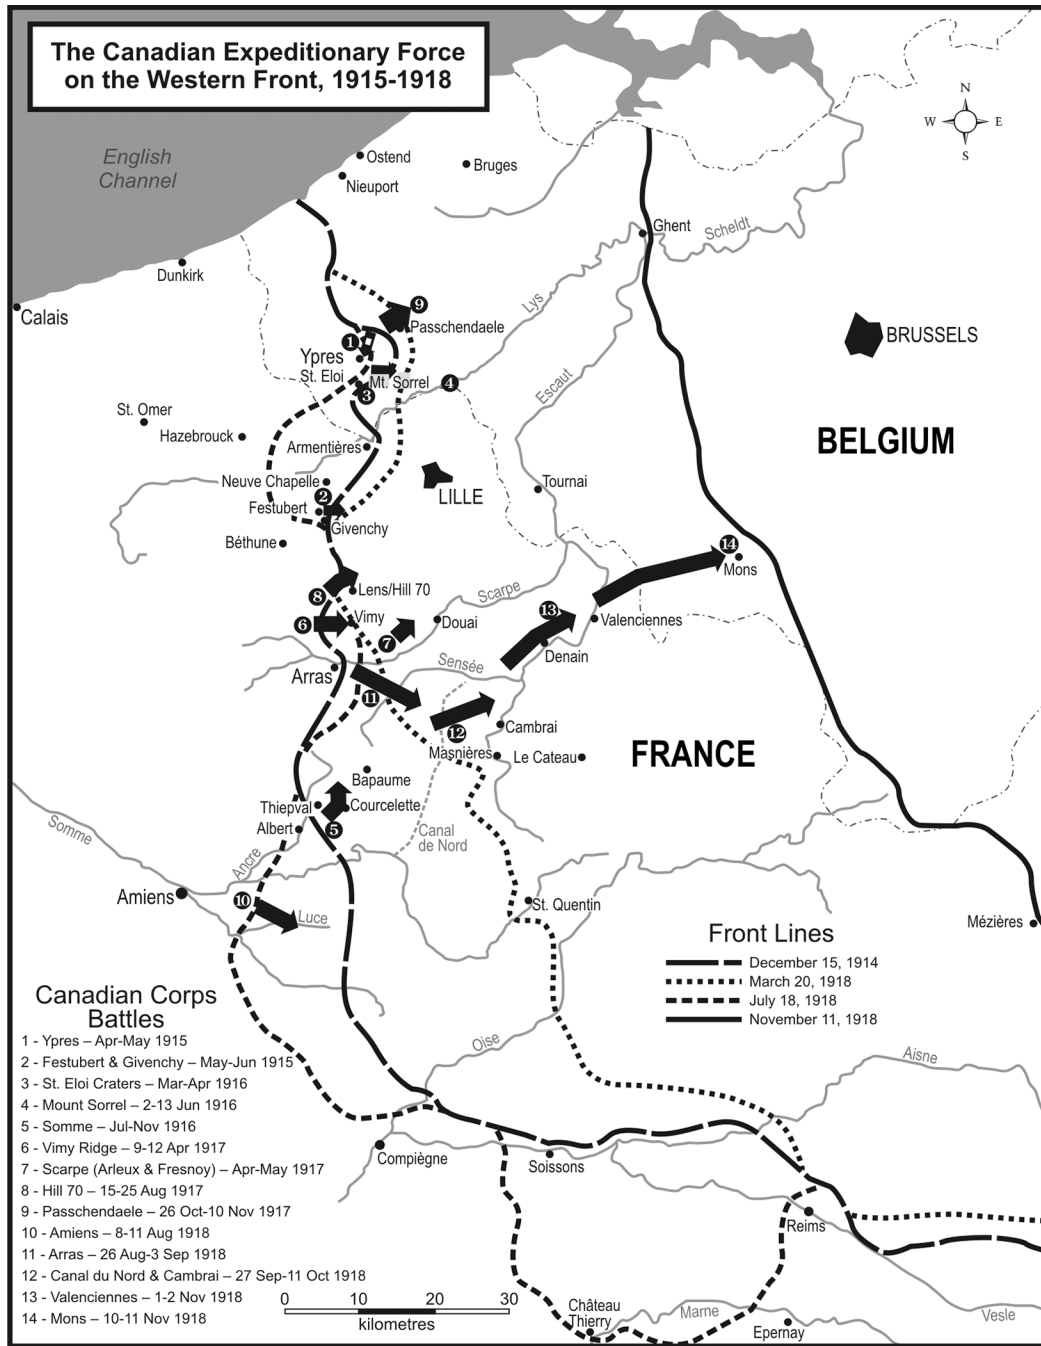 The Canadian Expeditionary Force
on the Western Front, 1915-1918
N
W E
S
English
Channel
Ostend
Bruges
Nieuport
Ghent
Scheldt
Dunkirk
Calais
Lys
9
Passchendaele
BRUSSELS
1
Ypres
St. Eloi
Mt. Sorrel
4
3
Escaut
St. Omer
Hazebrouck
Armentières
BELGIUM
Neuve Chapelle
2
Festubert
Givenchy
LILLE
Tournai
Béthune
14
Mons
8
Lens/Hill 70
Scarpe
13
6
Vimy
7
Douai
Valenciennes
Denain
Arras
Sensée
11
12
Cambrai
Masnières
Le Cateau
FRANCE
Bapaume
Thiepval
Courcelette
Albert
5
Canal
de Nord
Somme
Ancre
Amiens
10
Luce
St. Quentin
Mézières
Front Lines
December 15, 1914
March 20, 1918
July 18, 1918
November 11, 1918
Oise
Aisne
Compiègne
Soissons
Reims
Château
Thierry
Marne
Epernay
Vesle
Canadian Corps
Battles
1 - Ypres – Apr-May 1915
2 - Festubert & Givenchy – May-Jun 1915
3 - St. Eloi Craters – Mar-Apr 1916
4 - Mount Sorrel – 2-13 Jun 1916
5 - Somme – Jul-Nov 1916
6 - Vimy Ridge – 9-12 Apr 1917
7 - Scarpe (Arleux & Fresnoy) – Apr-May 1917
8 - Hill 70 – 15-25 Aug 1917
9 - Passchendaele – 26 Oct-10 Nov 1917
10 - Amiens – 8-11 Aug 1918
11 - Arras – 26 Aug-3 Sep 1918
12 - Canal du Nord & Cambrai – 27 Sep-11 Oct 1918
13 - Valenciennes – 1-2 Nov 1918
14 - Mons – 10-11 Nov 1918
0 10 20 30
kilometres